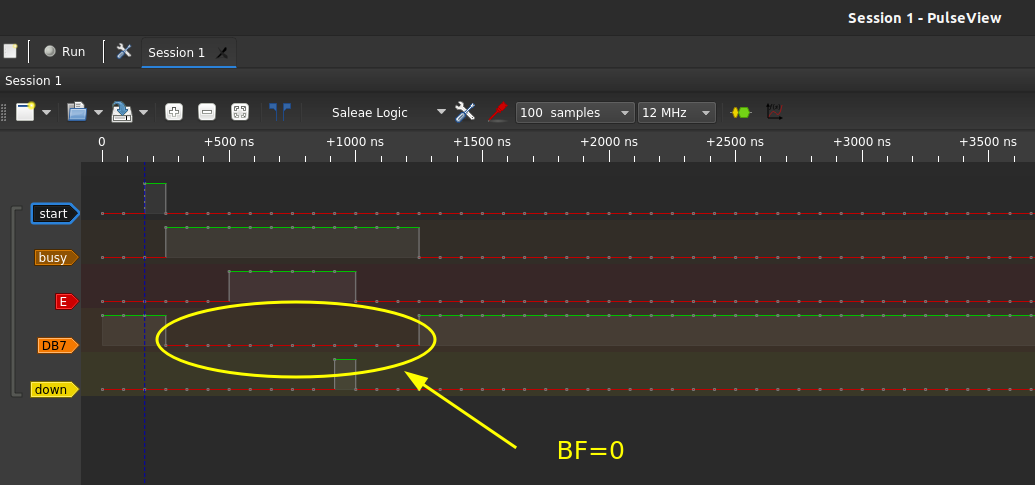 Session 1 - PulseView
Run
Session 1
Session 1
Saleae Logic
100 samples
12 MHz
0 +500 ns +1000 ns +1500 ns +2000 ns +2500 ns +3000 ns +3500 ns
start
busy
E
DB7
down
BF=0